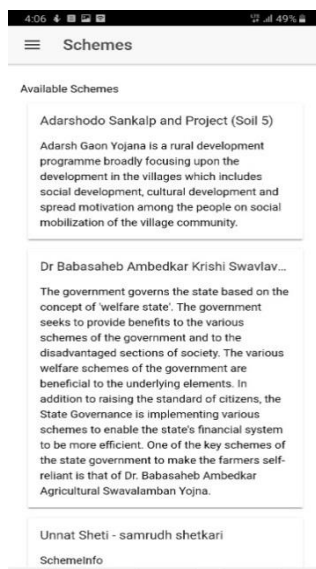 4:06
49%
Schemes
Available Schemes
Adarshodo Sankalp and Project (Soil 5)
Adarsh Gaon Yojana is a rural development
programme broadly focusing upon the
development in the villages which includes
social development, cultural development and
spread motivation among the people on social
mobilization of the village community.
Dr Babasaheb Ambedkar Krishi Swavlav...
The government governs the state based on the
concept of 'welfare state'. The government
seeks to provide benefits to the various
schemes of the government and to the
disadvantaged sections of society. The various
welfare schemes of the government are
beneficial to the underlying elements. In
addition to raising the standard of citizens, the
State Governance is implementing various
schemes to enable the state's financial system
to be more efficient. One of the key schemes of
the state government to make the farmers self-
reliant is that of Dr. Babasaheb Ambedkar
Agricultural Swavalamban Yojna.
Unnat Sheti - samrudh shetkari
SchemeInfo